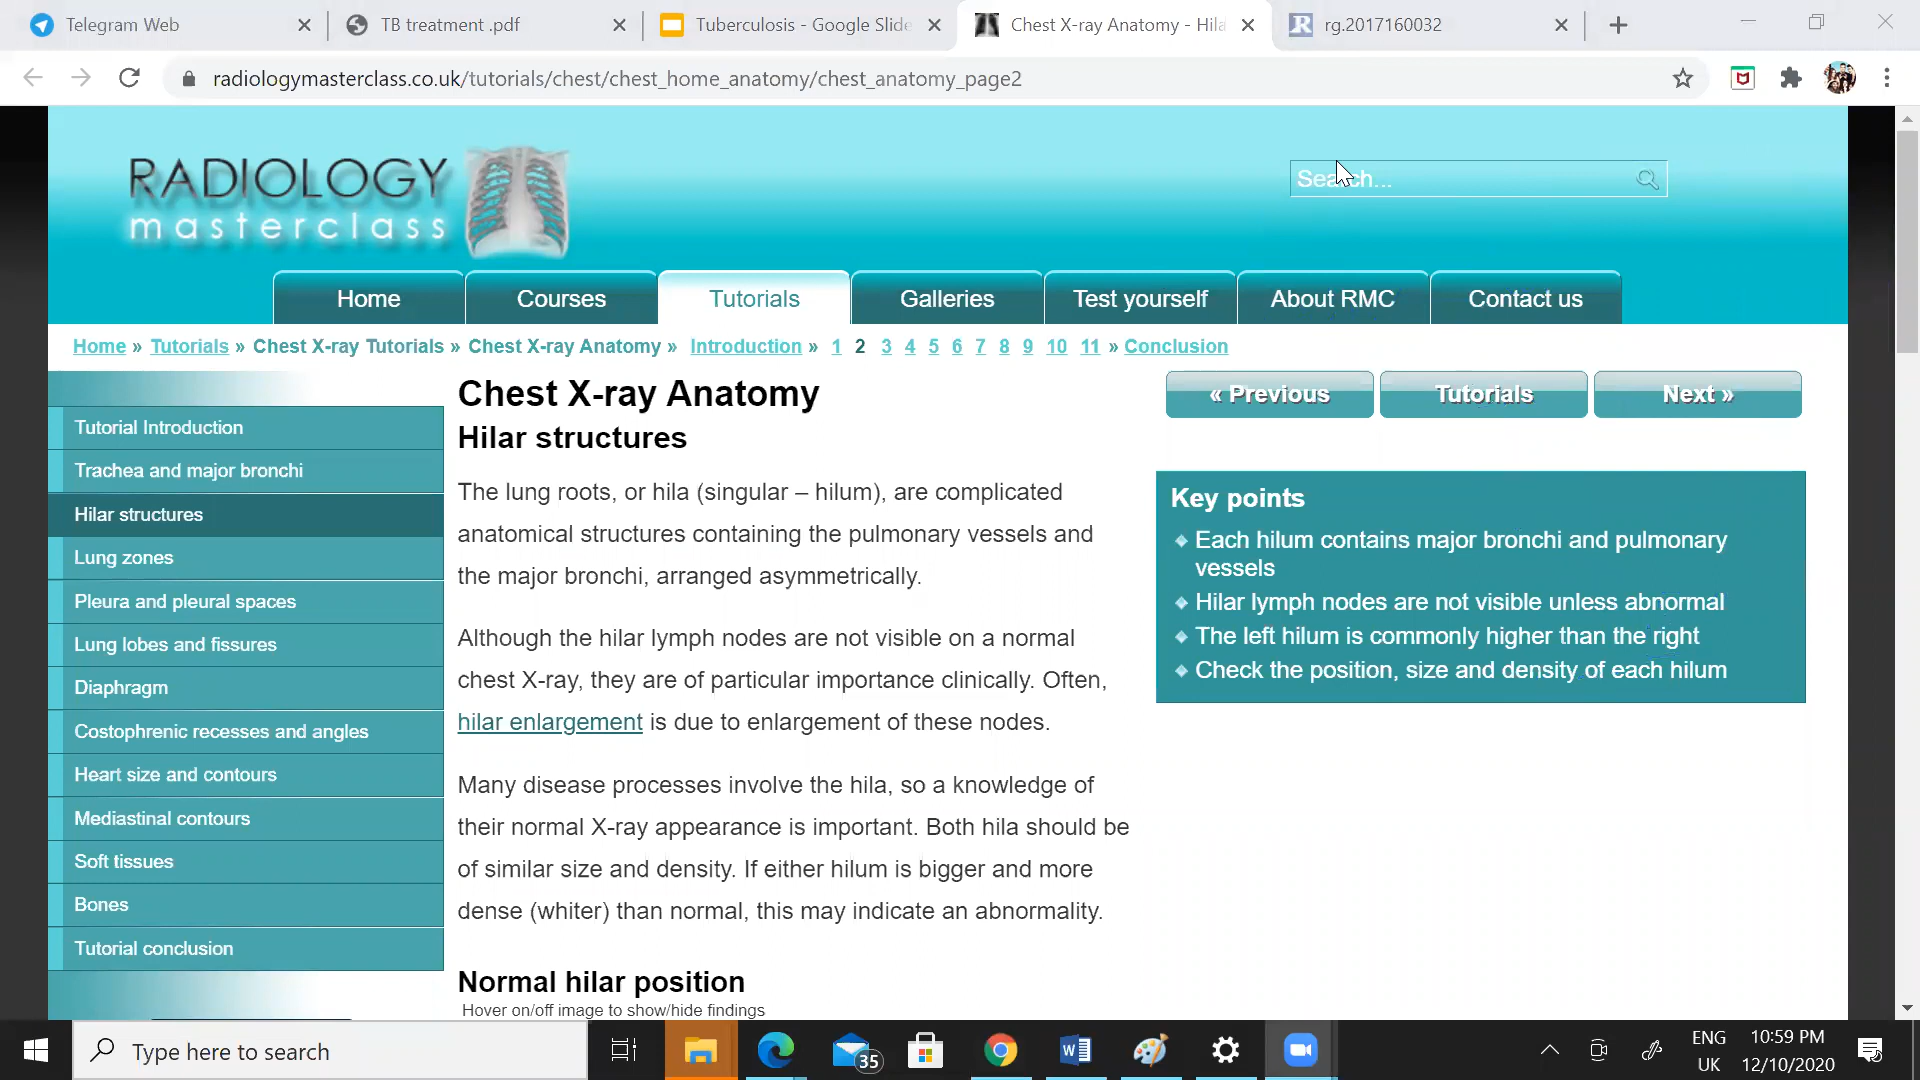 Telegram Web
TB treatment .pdf
Tuberculosis - Google Slide
Chest X-ray Anatomy - Hila
rg.2017160032
radiologymasterclass.co.uk/tutorials/chest/chest_home_anatomy/chest_anatomy_page2
RADIOLOGY
masterclass
Search...
Home
Courses
Tutorials
Galleries
Test yourself
About RMC
Contact us
Home » Tutorials » Chest X-ray Tutorials » Chest X-ray Anatomy » Introduction » 1 2 3 4 5 6 7 8 9 10 11 » Conclusion
Tutorial Introduction
Trachea and major bronchi
Hilar structures
Lung zones
Pleura and pleural spaces
Lung lobes and fissures
Diaphragm
Costophrenic recesses and angles
Heart size and contours
Mediastinal contours
Soft tissues
Bones
Tutorial conclusion
Chest X-ray Anatomy
Hilar structures
The lung roots, or hila (singular – hilum), are complicated
anatomical structures containing the pulmonary vessels and
the major bronchi, arranged asymmetrically.
Although the hilar lymph nodes are not visible on a normal
chest X-ray, they are of particular importance clinically. Often,
hilar enlargement is due to enlargement of these nodes.
Many disease processes involve the hila, so a knowledge of
their normal X-ray appearance is important. Both hila should be
of similar size and density. If either hilum is bigger and more
dense (whiter) than normal, this may indicate an abnormality.
Normal hilar position
Hover on/off image to show/hide findings
« Previous
Tutorials
Next »
Key points
Each hilum contains major bronchi and pulmonary
vessels
Hilar lymph nodes are not visible unless abnormal
The left hilum is commonly higher than the right
Check the position, size and density of each hilum
Type here to search
35
ENG
UK
10:59 PM
12/10/2020